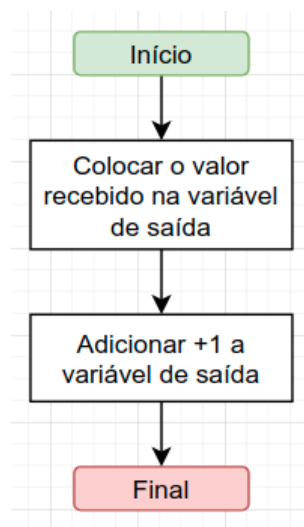 Início
Colocar o valor
recebido na variável
de saída
Adicionar +1 a
variável de saída
Final